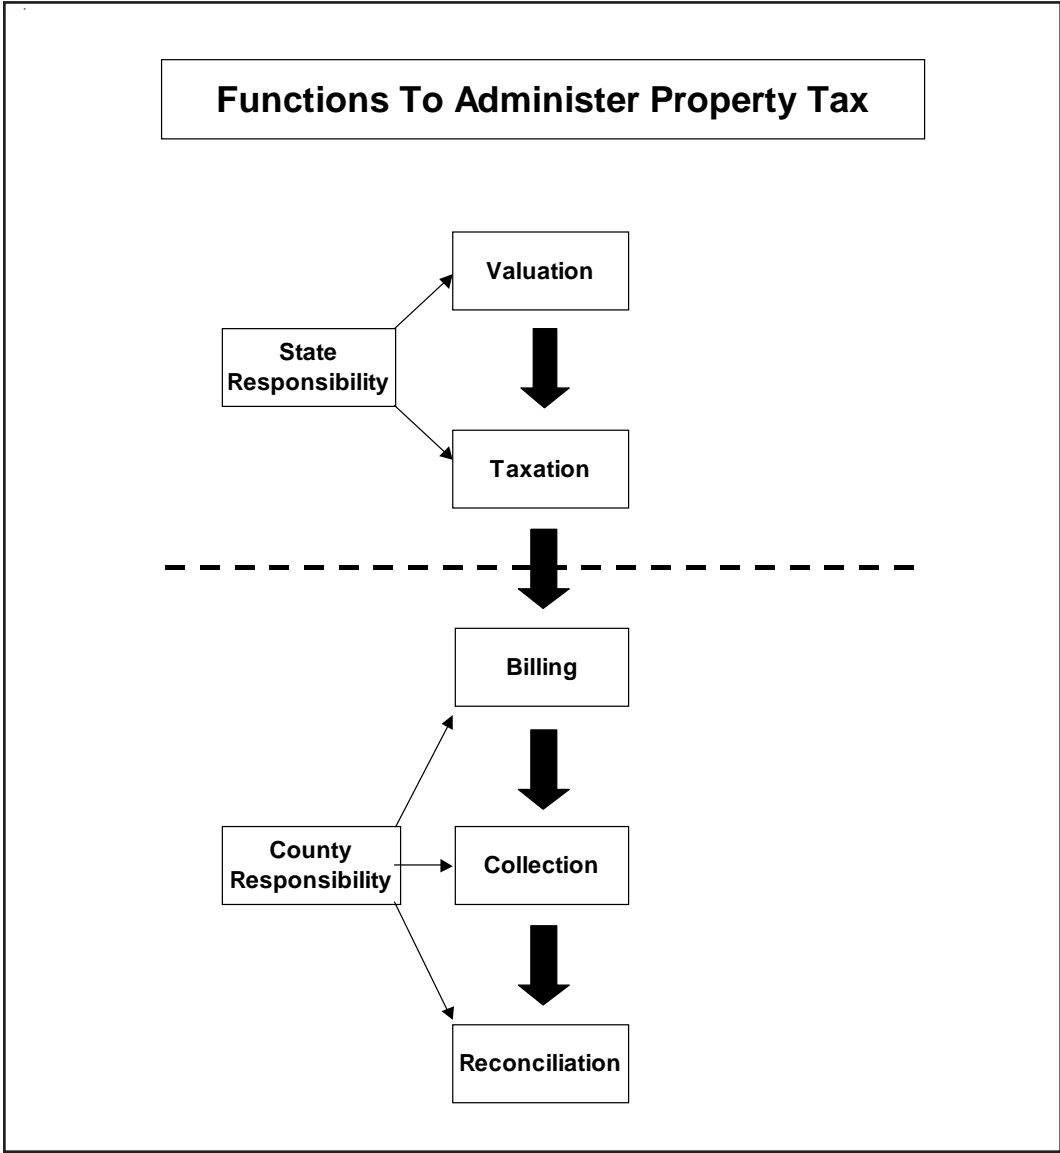 Functions To Administer Property Tax
Valuation
State
Responsibility
Taxation
Billing
County
Responsibility
Collection
Reconciliation